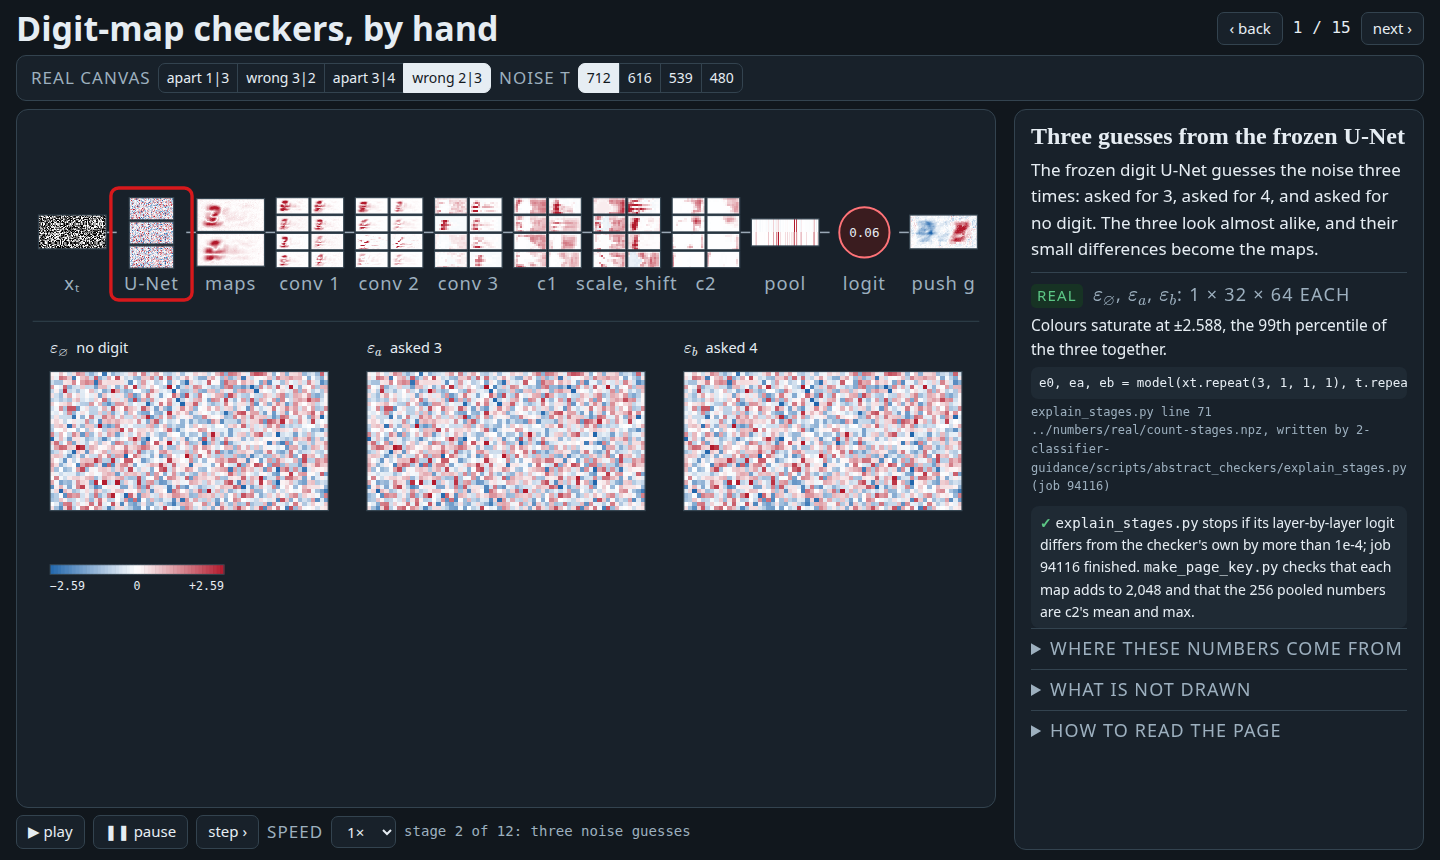 Digit-map checkers, by hand
‹ back 1 / 15 next ›
REAL CANVAS apart 1|3 wrong 3|2 apart 3|4 wrong 2|3 NOISE T 712 616 539 480
0.06
xₜ U-Net maps conv 1 conv 2 conv 3 c1 scale, shift c2 pool logit push g
ε∅ no digit εa asked 3 εb asked 4
−2.59 0 +2.59
Three guesses from the frozen U-Net
The frozen digit U-Net guesses the noise three
times: asked for 3, asked for 4, and asked for
no digit. The three look almost alike, and their
small differences become the maps.
REAL ε∅, εa, εb: 1 × 32 × 64 EACH
Colours saturate at ±2.588, the 99th percentile of
the three together.
e0, ea, eb = model(xt.repeat(3, 1, 1, 1), t.repea
explain_stages.py line 71
../numbers/real/count-stages.npz, written by 2-
classifier-
guidance/scripts/abstract_checkers/explain_stages.py
(job 94116)
✓ explain_stages.py stops if its layer-by-layer logit
differs from the checker's own by more than 1e-4; job
94116 finished. make_page_key.py checks that each
map adds to 2,048 and that the 256 pooled numbers
are c2's mean and max.
▶ WHERE THESE NUMBERS COME FROM
▶ WHAT IS NOT DRAWN
▶ HOW TO READ THE PAGE
▶ play ❚❚ pause step › SPEED 1× stage 2 of 12: three noise guesses